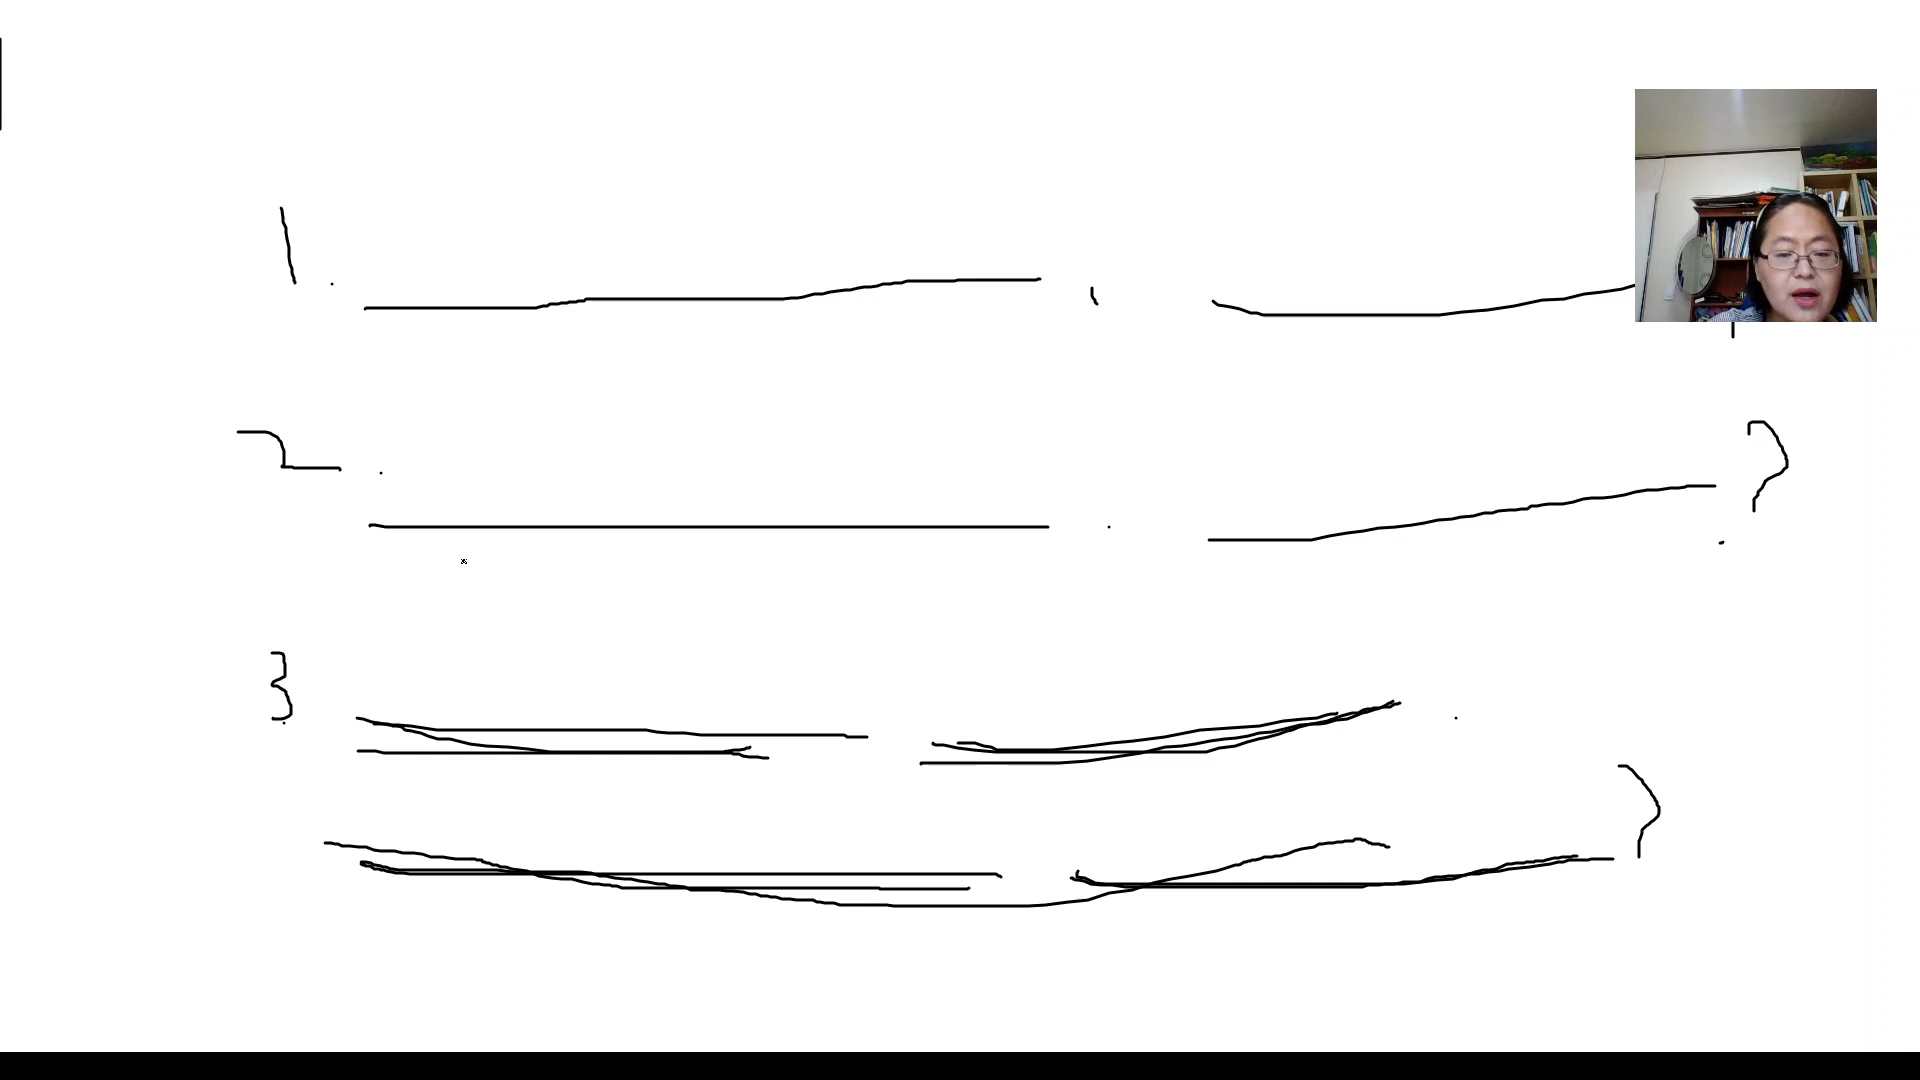 1. ,
2. . ?
3. .
?